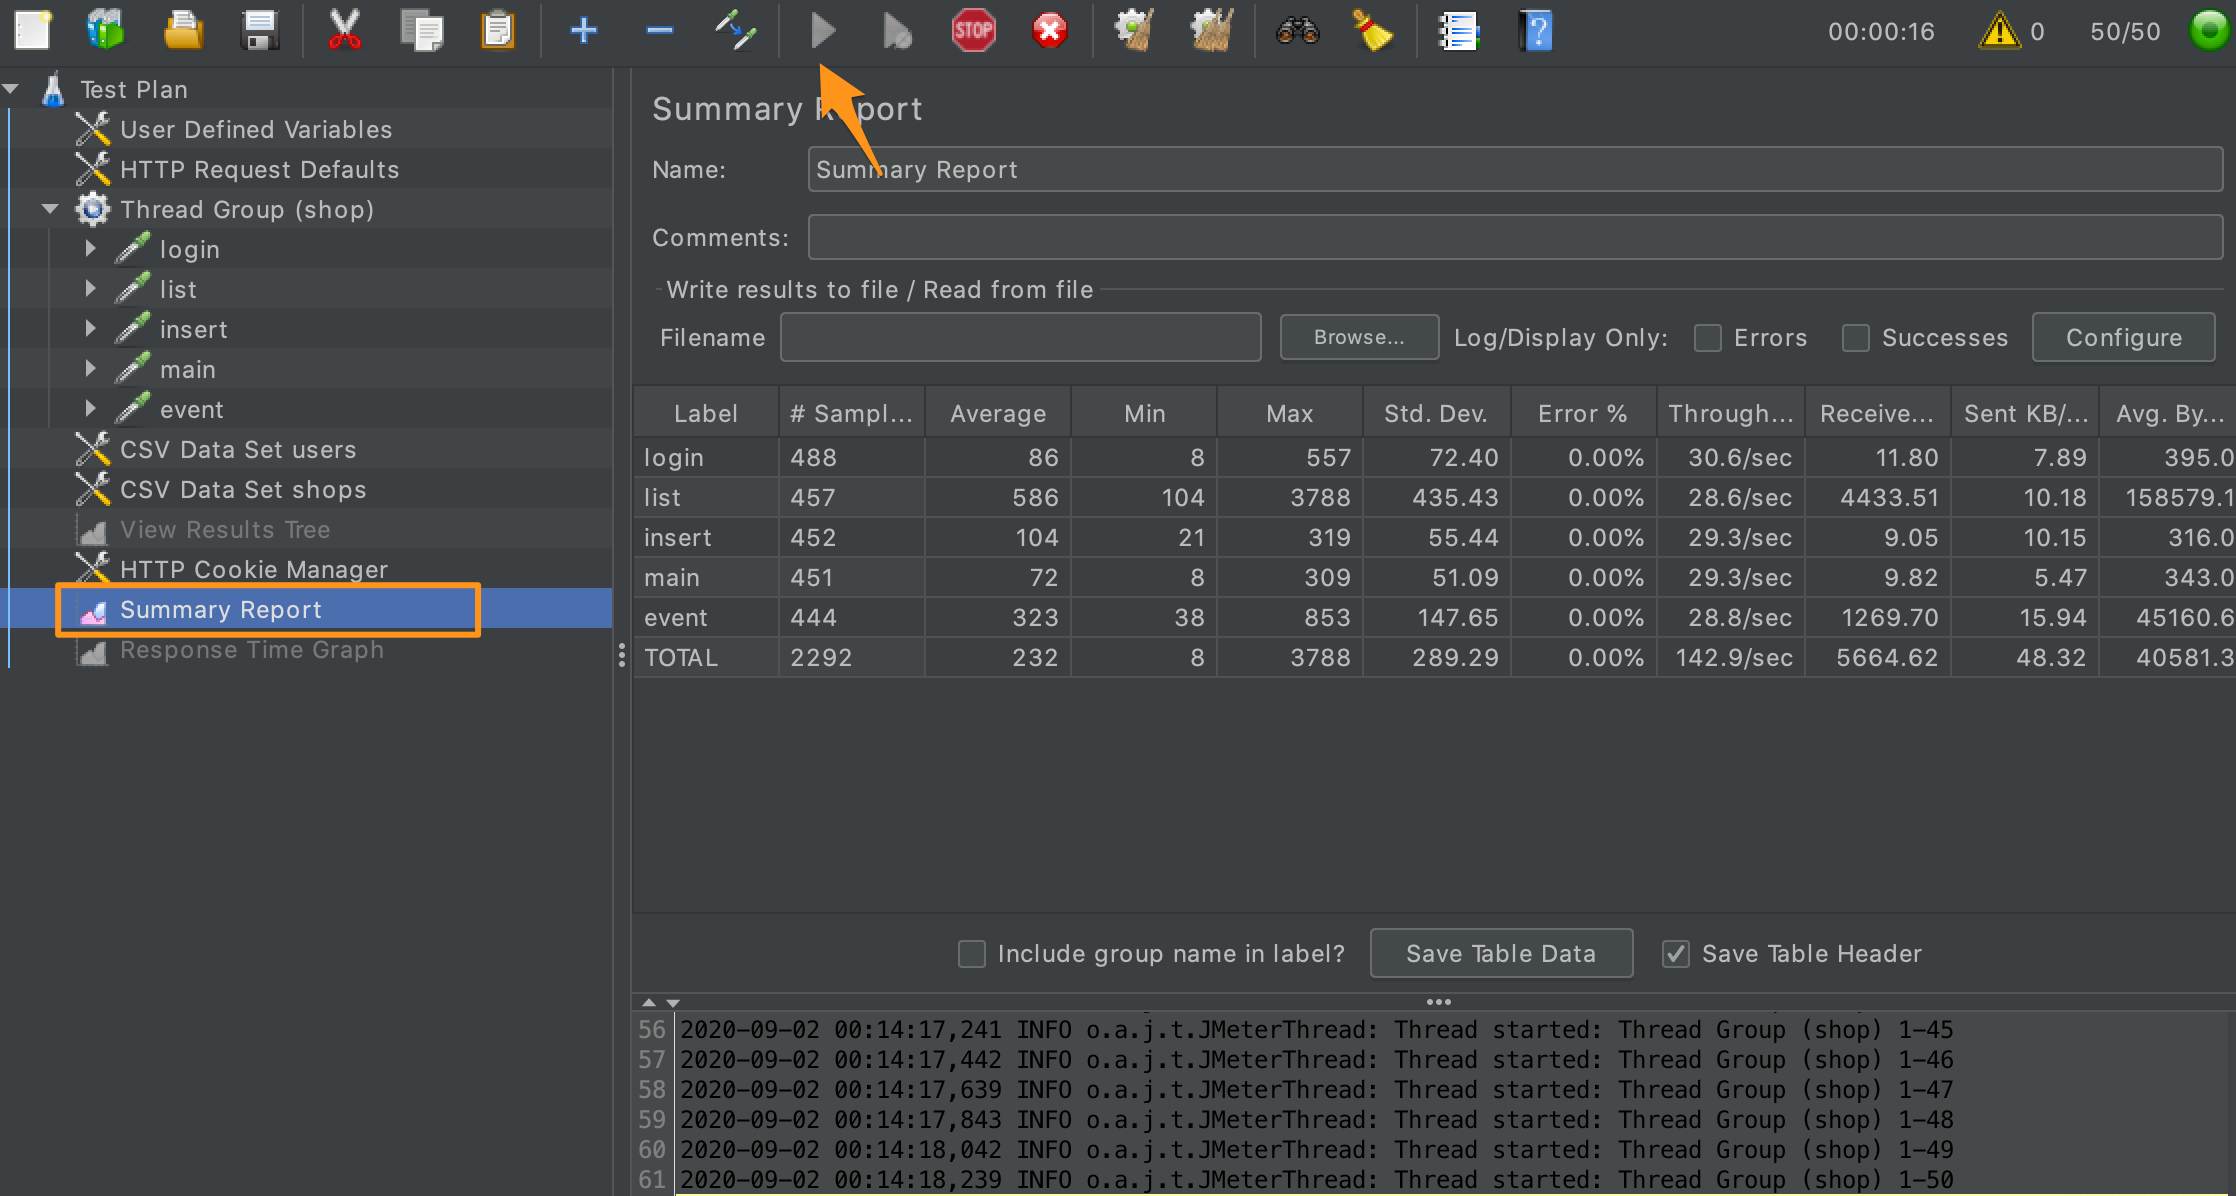 STOP
00:00:16
0
50/50
Test Plan
User Defined Variables
HTTP Request Defaults
Thread Group (shop)
login
list
insert
main
event
CSV Data Set users
CSV Data Set shops
View Results Tree
HTTP Cookie Manager
Summary Report
Response Time Graph
Summary Report
Name: Summary Report
Comments:
Write results to file / Read from file
Filename Browse... Log/Display Only: Errors Successes Configure
Label # Sampl... Average Min Max Std. Dev. Error % Through... Receive... Sent KB/... Avg. By...
login 488 86 8 557 72.40 0.00% 30.6/sec 11.80 7.89 395.0
list 457 586 104 3788 435.43 0.00% 28.6/sec 4433.51 10.18 158579.1
insert 452 104 21 319 55.44 0.00% 29.3/sec 9.05 10.15 316.0
main 451 72 8 309 51.09 0.00% 29.3/sec 9.82 5.47 343.0
event 444 323 38 853 147.65 0.00% 28.8/sec 1269.70 15.94 45160.6
TOTAL 2292 232 8 3788 289.29 0.00% 142.9/sec 5664.62 48.32 40581.3
Include group name in label? Save Table Data Save Table Header
56 2020-09-02 00:14:17,241 INFO o.a.j.t.JMeterThread: Thread started: Thread Group (shop) 1-45
57 2020-09-02 00:14:17,442 INFO o.a.j.t.JMeterThread: Thread started: Thread Group (shop) 1-46
58 2020-09-02 00:14:17,639 INFO o.a.j.t.JMeterThread: Thread started: Thread Group (shop) 1-47
59 2020-09-02 00:14:17,843 INFO o.a.j.t.JMeterThread: Thread started: Thread Group (shop) 1-48
60 2020-09-02 00:14:18,042 INFO o.a.j.t.JMeterThread: Thread started: Thread Group (shop) 1-49
61 2020-09-02 00:14:18,239 INFO o.a.j.t.JMeterThread: Thread started: Thread Group (shop) 1-50